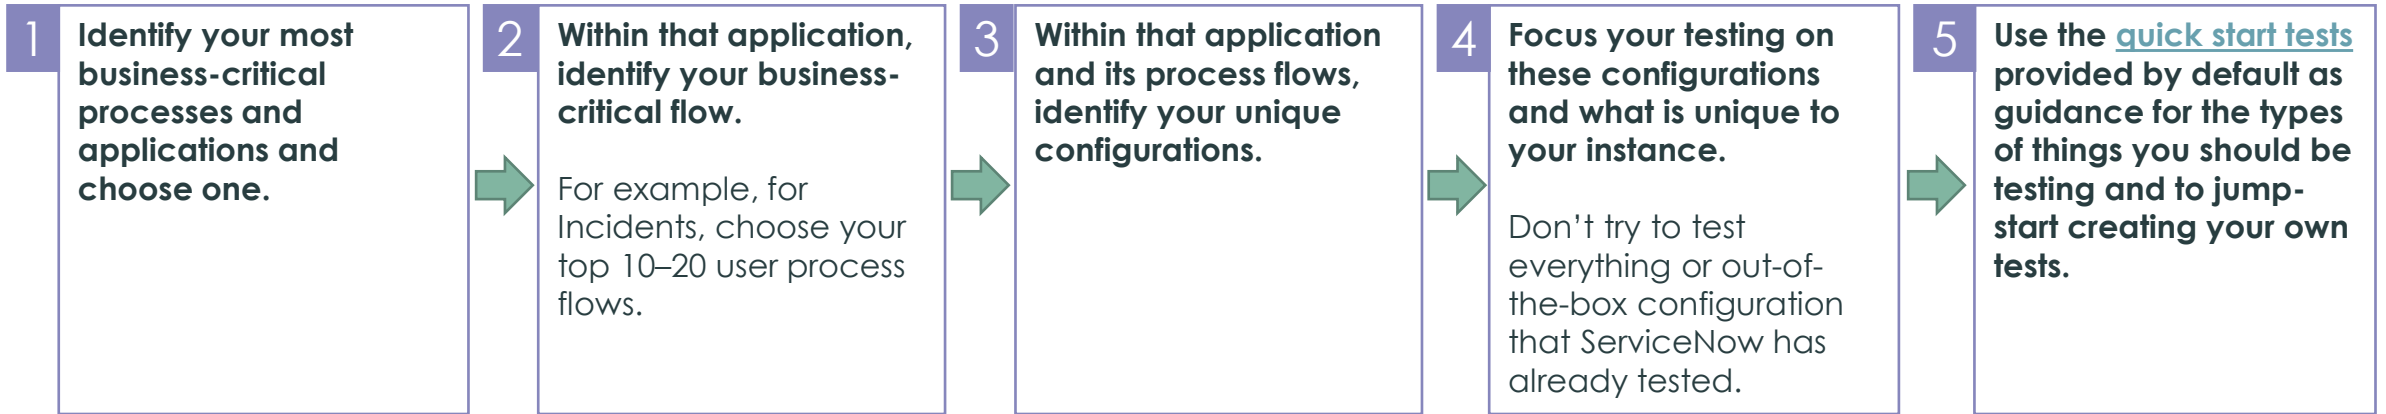 1
Identify your most
business-critical
processes and
applications and
choose one.
2
Within that application,
identify your business-
critical flow.
For example, for
Incidents, choose your
top 10–20 user process
flows.
3
Within that application
and its process flows,
identify your unique
configurations.
4
Focus your testing on
these configurations
and what is unique to
your instance.
Don’t try to test
everything or out-of-
the-box configuration
that ServiceNow has
already tested.
5
Use the quick start tests
provided by default as
guidance for the types
of things you should be
testing and to jump-
start creating your own
tests.